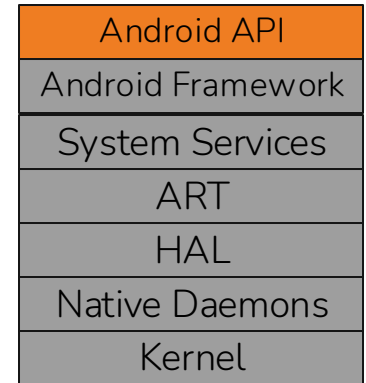 Android API
Android Framework
System Services
ART
HAL
Native Daemons
Kernel